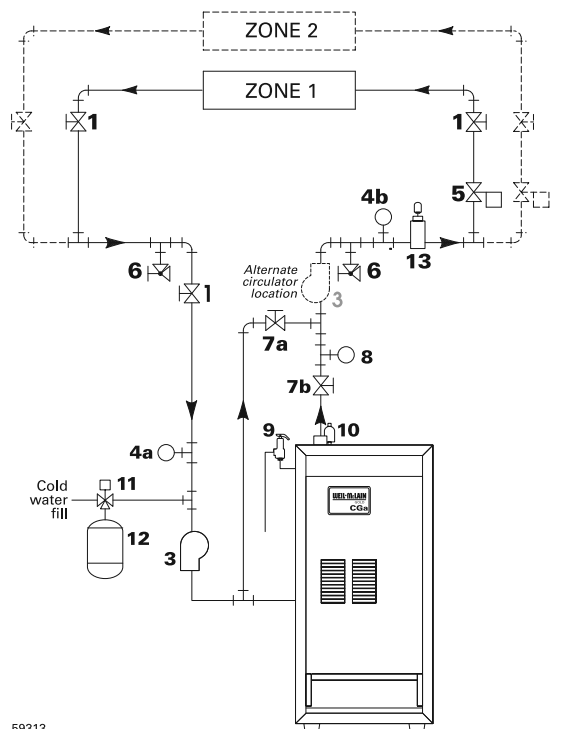 ZONE 2
ZONE 1
1
1
5
4b
13
6
6
Alternate
circulator
location
3
1
7a
8
7b
9
10
4a
11
Cold
water
fill
12
3
WEIL-McLAIN
GOLD
CGa
59313